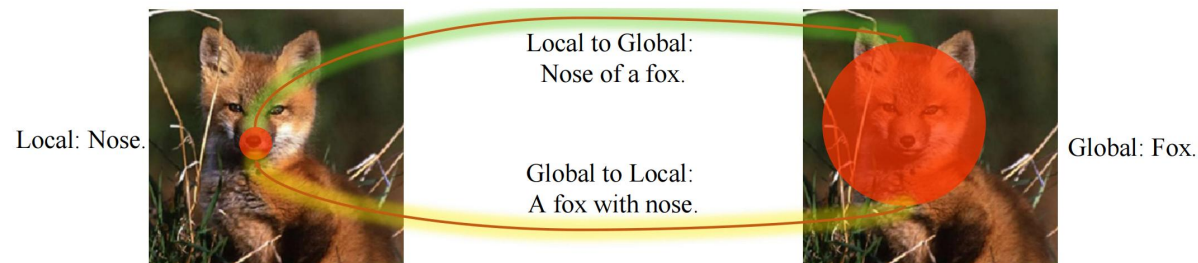 Local: Nose.
Local to Global:
Nose of a fox.
Global to Local:
A fox with nose.
Global: Fox.